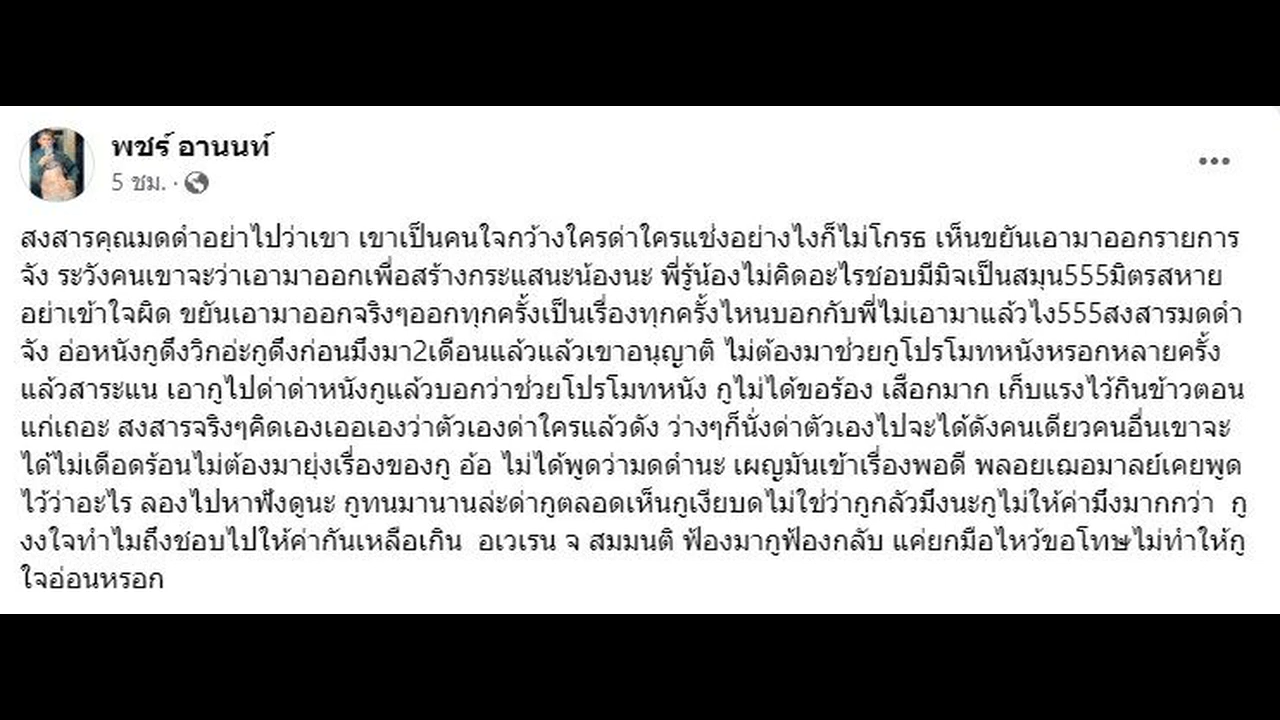 พชร์ อานนท์
5 ชม. ·
สงสารคุณมดดำอย่าไปว่าเขา เขาเป็นคนใจกว้างใครด่าใครแช่งอย่างไงก็ไม่โกรธ เห็นขยันเอามาออกรายการ
จัง ระวังคนเขาจะว่าเอามาออกเพื่อสร้างกระแสนะน้องนะ พี่รู้น้องไม่คิดอะไรชอบมีมิจเป็นสมุน555มิตรสหาย
อย่าเข้าใจผิด ขยันเอามาออกจริงๆออกทุกครั้งเป็นเรื่องทุกครั้งไหนบอกกับพี่ไม่เอามาแล้วไง555สงสารมดดำ
จัง อ่อหนังกูดึงวิกอ่ะกูดึงก่อนมึงมา2เดือนแล้วแล้วเขาอนุญาติ ไม่ต้องมาช่วยกูโปรโมทหนังหรอกหลายครั้ง
แล้วสาระแน เอากูไปด่าด่าหนังกูแล้วบอกว่าช่วยโปรโมทหนัง กูไม่ได้ขอร้อง เสือกมาก เก็บแรงไว้กินข้าวตอน
แก่เถอะ สงสารจริงๆคิดเองเออเองว่าตัวเองด่าใครแล้วดัง ว่างๆก็นั่งด่าตัวเองไปจะได้ดังคนเดียวคนอื่นเขาจะ
ได้ไม่เดือดร้อนไม่ต้องมายุ่งเรื่องของกู อ้อ ไม่ได้พูดว่ามดดำนะ เผญมันเข้าเรื่องพอดี พลอยเฌอมาลย์เคยพูด
ไว้ว่าอะไร ลองไปหาฟังดูนะ กูทนมานานล่ะด่ากูตลอดเห็นกูเงียบดไม่ใช่ว่ากูกลัวมึงนะกูไม่ให้ค่ามึงมากกว่า กู
งงใจทำไมถึงชอบไปให้ค่ากันเหลือเกิน อเวเรน จ สมมนติ ฟ้องมากูฟ้องกลับ แค่ยกมือไหว้ขอโทษไม่ทำให้กู
ใจอ่อนหรอก